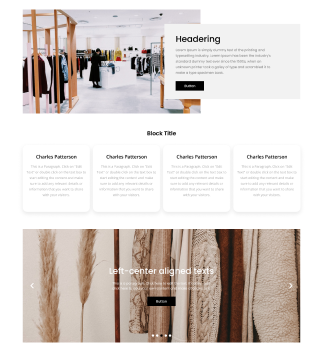 Headering
Lorem Ipsum is simply dummy text of the printing and
typesetting industry. Lorem Ipsum has been the industry's
standard dummy text ever since the 1500s, when an
unknown printer took a galley of type and scrambled it to
make a type specimen book.
Button
Block Title
Charles Patterson
This is a Paragraph. Click on "Edit
Text" or double click on the text box to
start editing the content and make
sure to add any relevant details or
information that you want to share
with your visitors.
Charles Patterson
This is a Paragraph. Click on "Edit
Text" or double click on the text box to
start editing the content and make
sure to add any relevant details or
information that you want to share
with your visitors.
Charles Patterson
This is a Paragraph. Click on "Edit
Text" or double click on the text box to
start editing the content and make
sure to add any relevant details or
information that you want to share
with your visitors.
Charles Patterson
This is a Paragraph. Click on "Edit
Text" or double click on the text box to
start editing the content and make
sure to add any relevant details or
information that you want to share
with your visitors.
Left-center aligned texts
Button